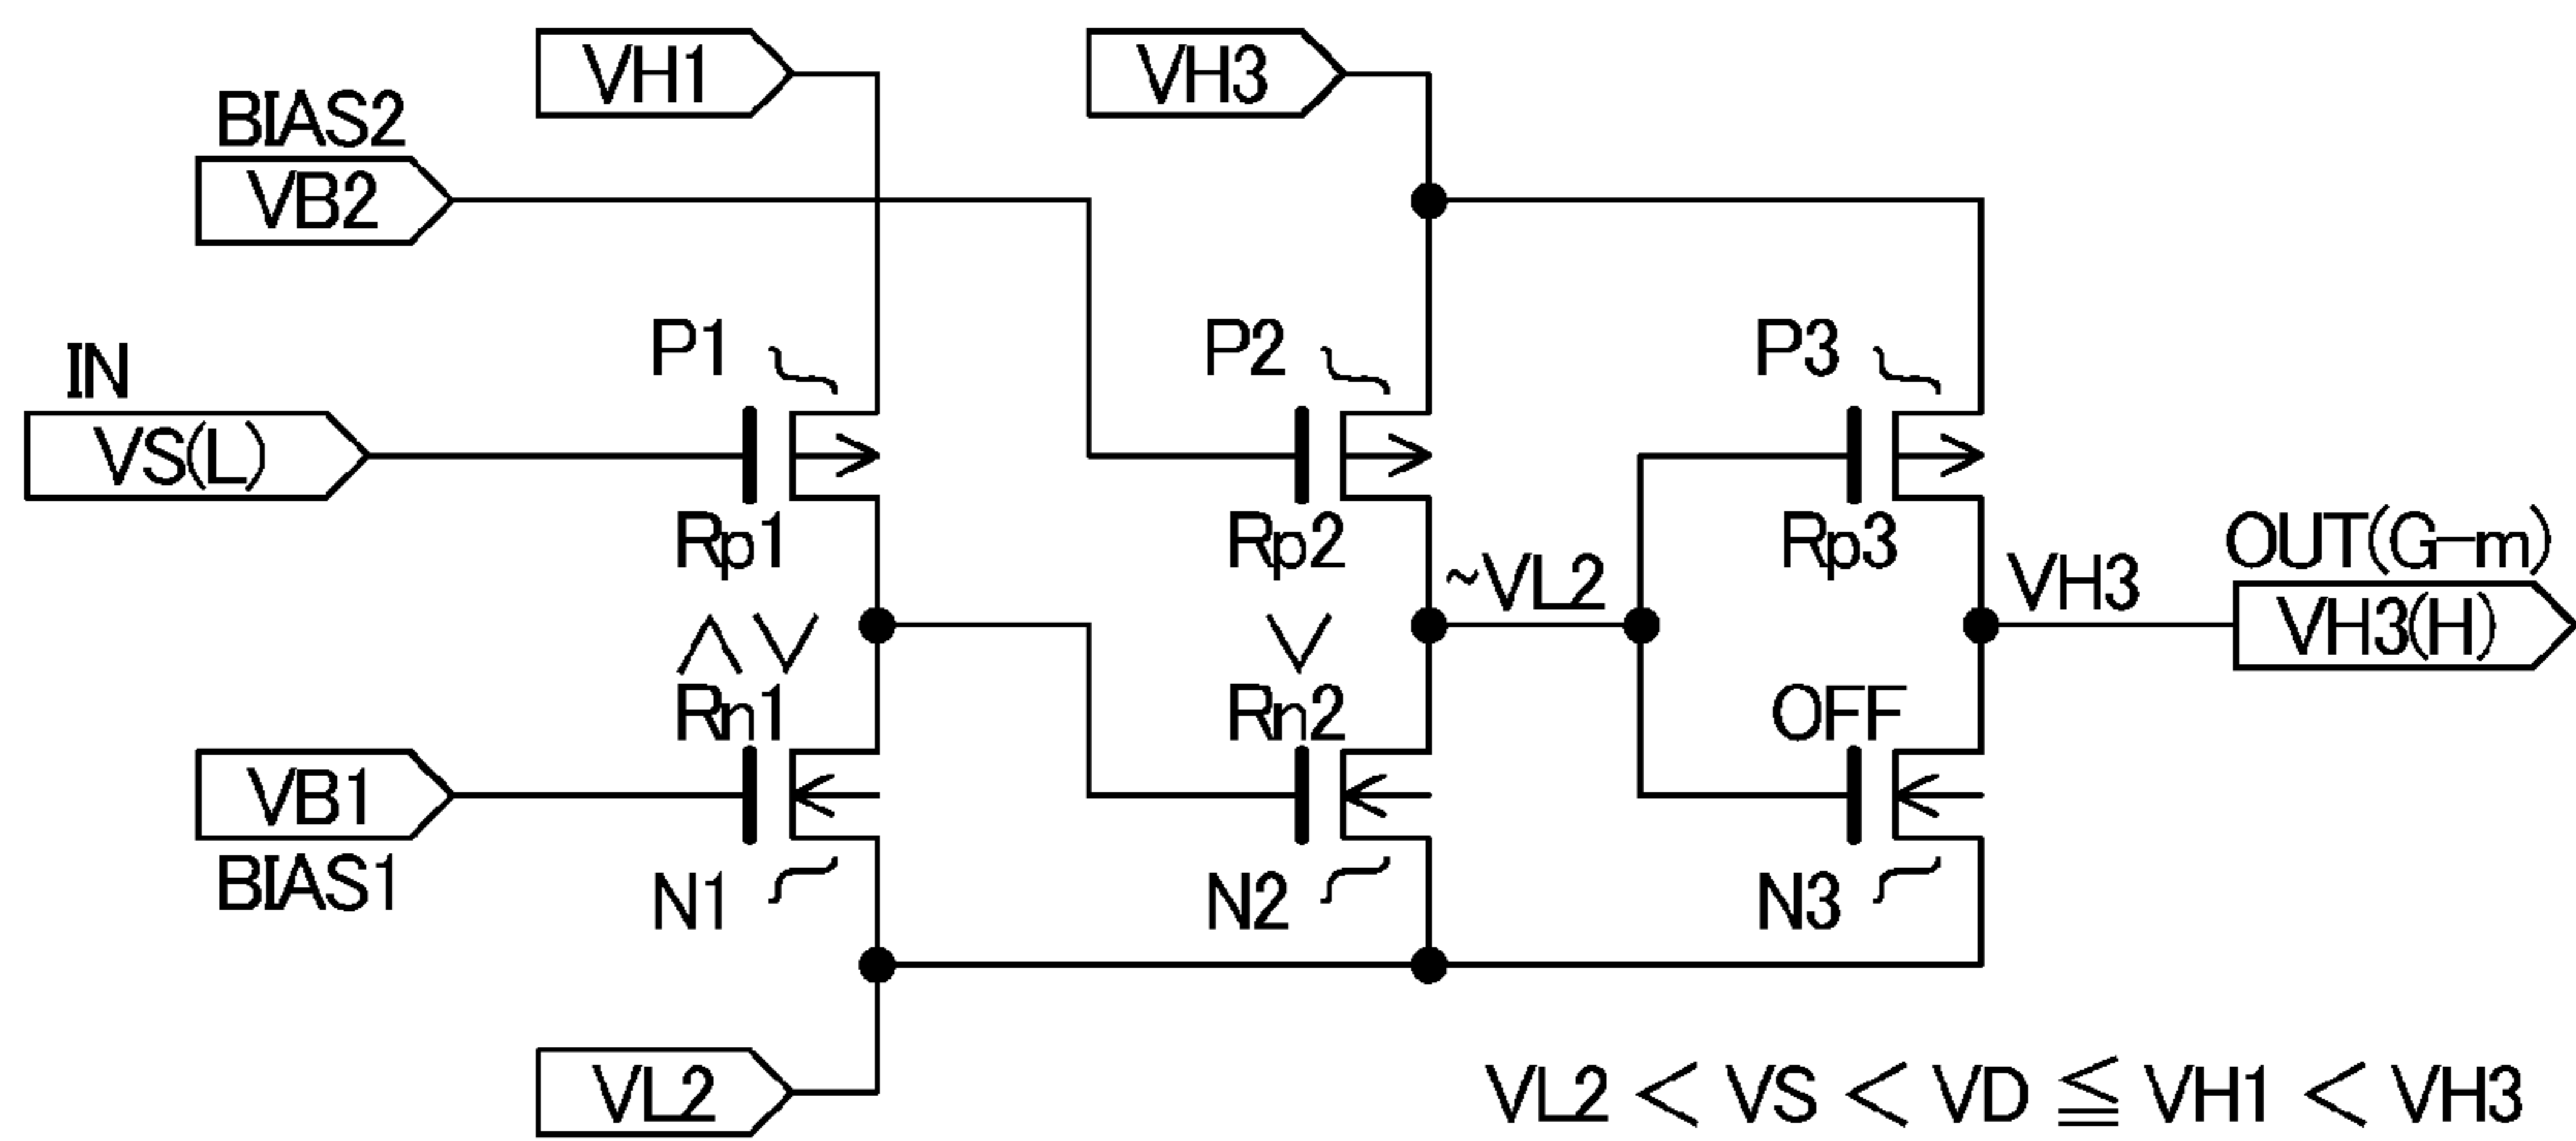 VH1
VH3
BIAS2
VB2
P1
P2
P3
IN
VS(L)
Rp1
Rp2
Rp3
OUT(G-m)
~VL2
VH3
VH3(H)
∧∨
∨
Rn1
Rn2
OFF
VB1
BIAS1
N1
N2
N3
VL2
VL2 < VS < VD ≦ VH1 < VH3